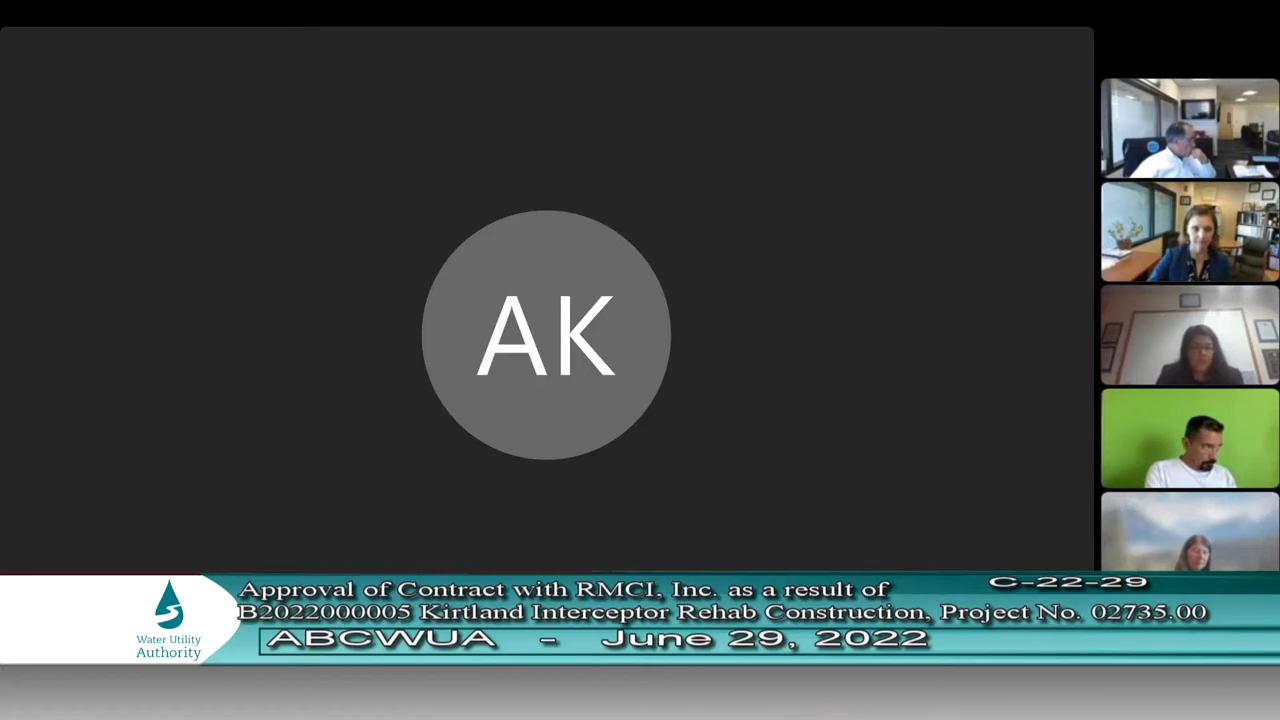 AK
Approval of Contract with RMCI, Inc. as a result of
C-22-29
B2022000005 Kirtland Interceptor Rehab Construction, Project No. 02735.00
ABCWUA - June 29, 2022
Water Utility
Authority